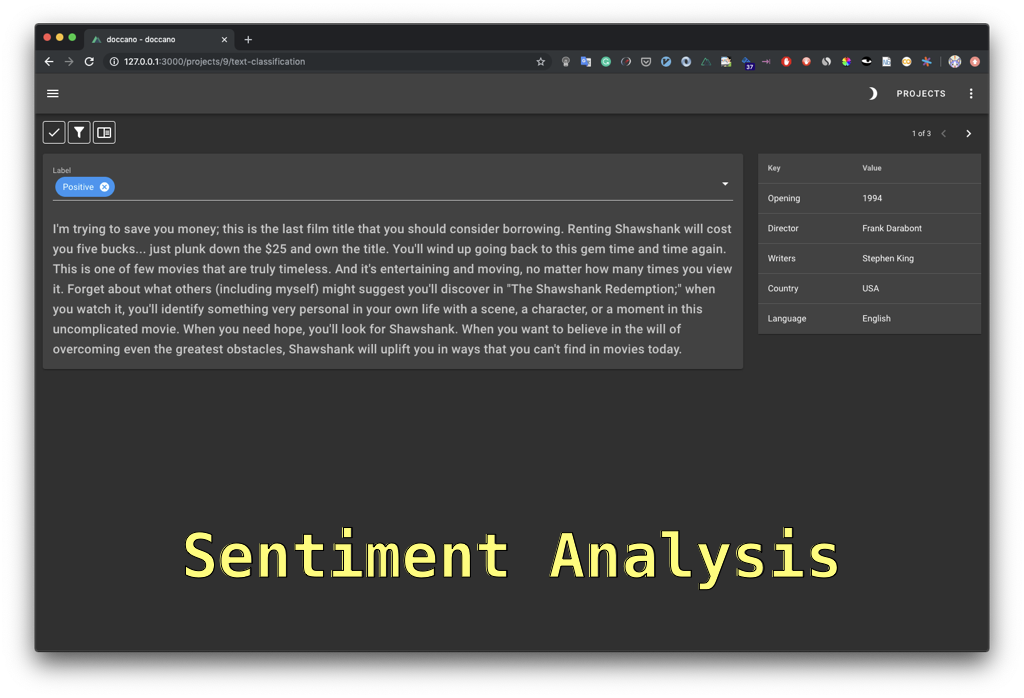 doccano - doccano
127.0.0.1:3000/projects/9/text-classification
37
PROJECTS
1 of 3
Label
Positive
I'm trying to save you money; this is the last film title that you should consider borrowing. Renting Shawshank will cost
you five bucks... just plunk down the $25 and own the title. You'll wind up going back to this gem time and time again.
This is one of few movies that are truly timeless. And it's entertaining and moving, no matter how many times you view
it. Forget about what others (including myself) might suggest you'll discover in "The Shawshank Redemption;" when
you watch it, you'll identify something very personal in your own life with a scene, a character, or a moment in this
uncomplicated movie. When you need hope, you'll look for Shawshank. When you want to believe in the will of
overcoming even the greatest obstacles, Shawshank will uplift you in ways that you can't find in movies today.
Key Value
Opening 1994
Director Frank Darabont
Writers Stephen King
Country USA
Language English
Sentiment Analysis